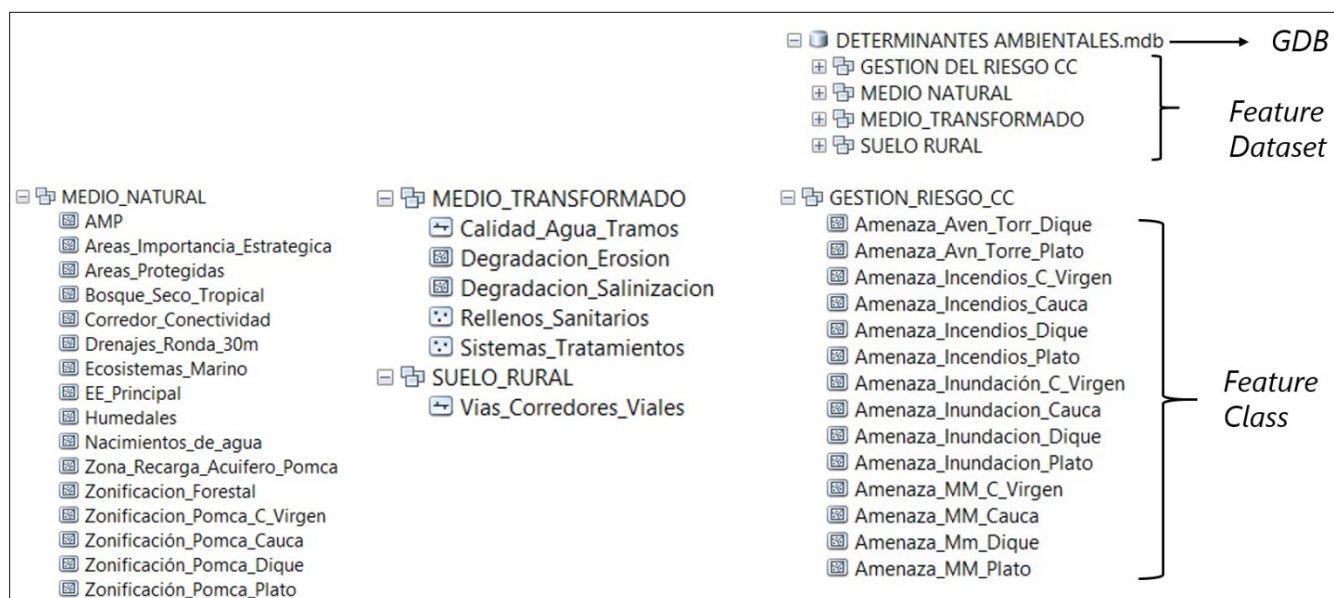 DETERMINANTES AMBIENTALES.mdb GDB
GESTION DEL RIESGO CC
MEDIO NATURAL
MEDIO_TRANSFORMADO
SUELO RURAL
Feature
Dataset
MEDIO_NATURAL
AMP
Areas_Importancia_Estrategica
Areas_Protegidas
Bosque_Seco_Tropical
Corredor_Conectividad
Drenajes_Ronda_30m
Ecosistemas_Marino
EE_Principal
Humedales
Nacimientos_de_agua
Zona_Recarga_Acuifero_Pomca
Zonificacion_Forestal
Zonificacion_Pomca_C_Virgen
Zonificación_Pomca_Cauca
Zonificación_Pomca_Dique
Zonificación_Pomca_Plato
MEDIO_TRANSFORMADO
Calidad_Agua_Tramos
Degradacion_Erosion
Degradacion_Salinizacion
Rellenos_Sanitarios
Sistemas_Tratamientos
SUELO_RURAL
Vias_Corredores_Viales
GESTION_RIESGO_CC
Amenaza_Aven_Torr_Dique
Amenaza_Avn_Torre_Plato
Amenaza_Incendios_C_Virgen
Amenaza_Incendios_Cauca
Amenaza_Incendios_Dique
Amenaza_Incendios_Plato
Amenaza_Inundación_C_Virgen
Amenaza_Inundacion_Cauca
Amenaza_Inundacion_Dique
Amenaza_Inundacion_Plato
Amenaza_MM_C_Virgen
Amenaza_MM_Cauca
Amenaza_Mm_Dique
Amenaza_MM_Plato
Feature
Class